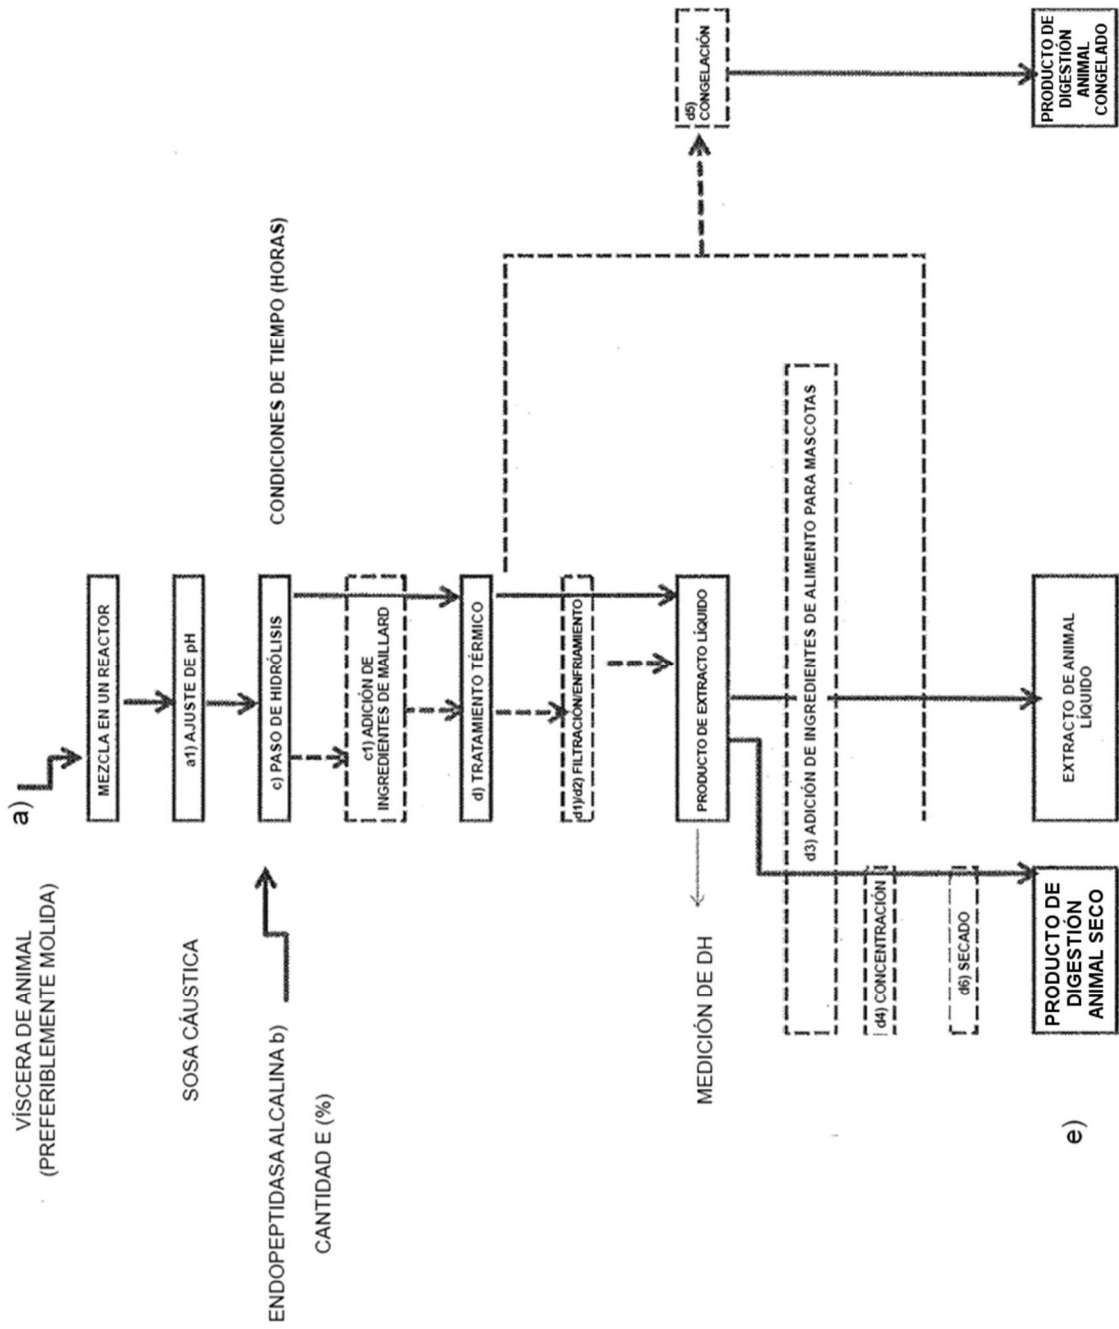 VÍSCERA DE ANIMAL
(PREFERIBLEMENTE MOLIDA)
a)
MEZCLA EN UN REACTOR
SOSA CÁUSTICA
a1) AJUSTE DE pH
ENDOPEPTIDASA ALCALINA b)
CANTIDAD E (%)
c) PASO DE HIDRÓLISIS
CONDICIONES DE TIEMPO (HORAS)
c1) ADICIÓN DE
INGREDIENTES DE MAILLARD
d) TRATAMIENTO TÉRMICO
d1)/d2) FILTRACION/ENFRIAMIENTO
MEDICIÓN DE DH
PRODUCTO DE EXTRACTO LÍQUIDO
d5)
CONGELACIÓN
d3) ADICIÓN DE INGREDIENTES DE ALIMENTO PARA MASCOTAS
d4) CONCENTRACIÓN
d6) SECADO
e)
PRODUCTO DE
DIGESTIÓN
ANIMAL SECO
EXTRACTO DE ANIMAL
LÍQUIDO
PRODUCTO DE
DIGESTIÓN
ANIMAL
CONGELADO